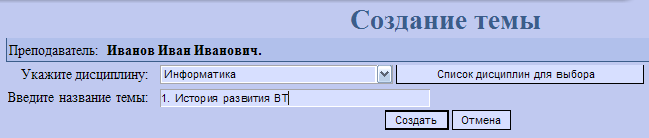 Создание темы
Преподаватель: Иванов Иван Иванович.
Укажите дисциплину: Информатика Список дисциплин для выбора
Введите название темы: 1. История развития ВТ
Создать Отмена